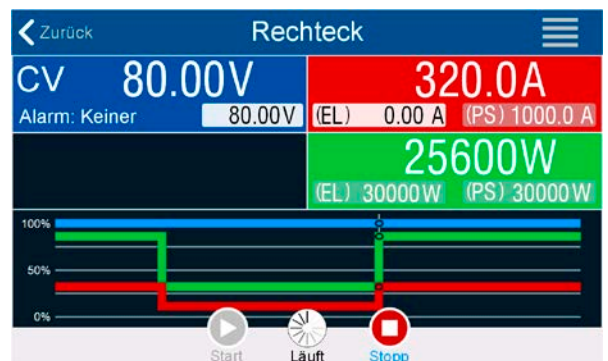 Zurück Rechteck
CV 80.00V 320.0A
Alarm: Keiner 80.00V (EL) 0.00 A (PS) 1000.0 A
25600W
(EL) 30000W (PS) 30000W
100%
50%
0%
Start Läuft Stopp